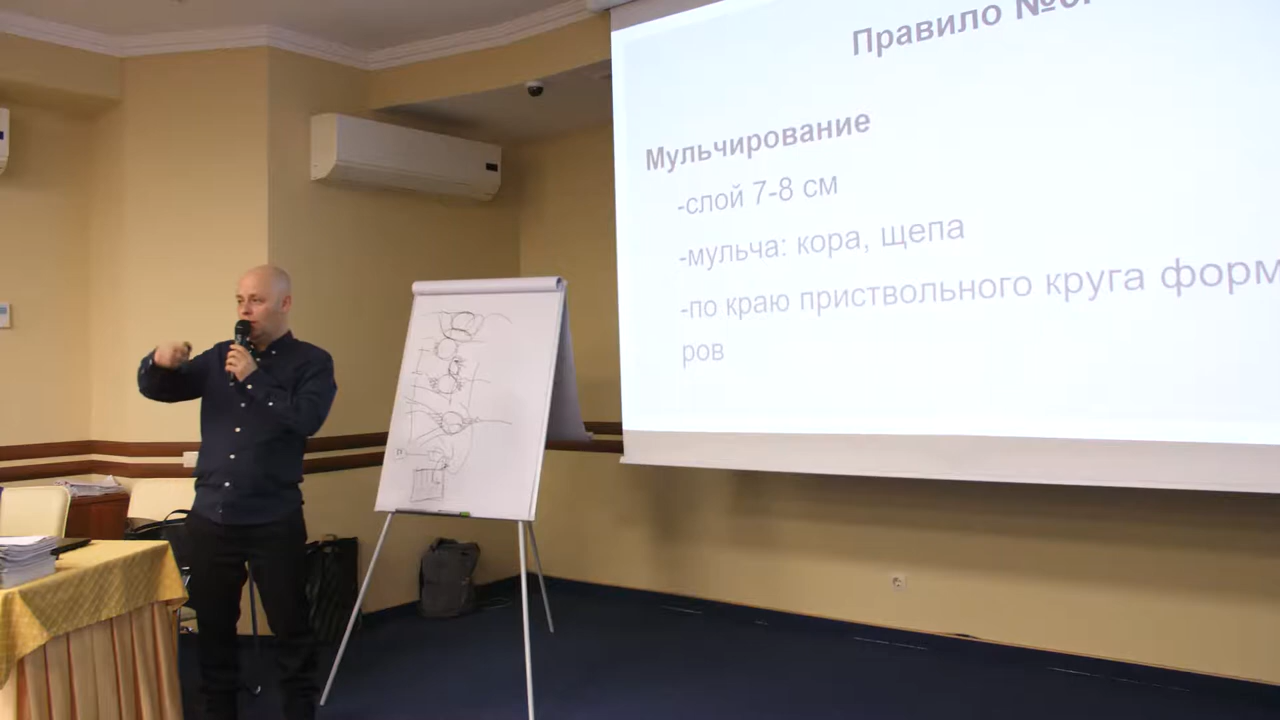 Правило №
Мульчирование
-слой 7-8 см
-мульча: кора, щепа
-по краю приствольного круга форм
ров